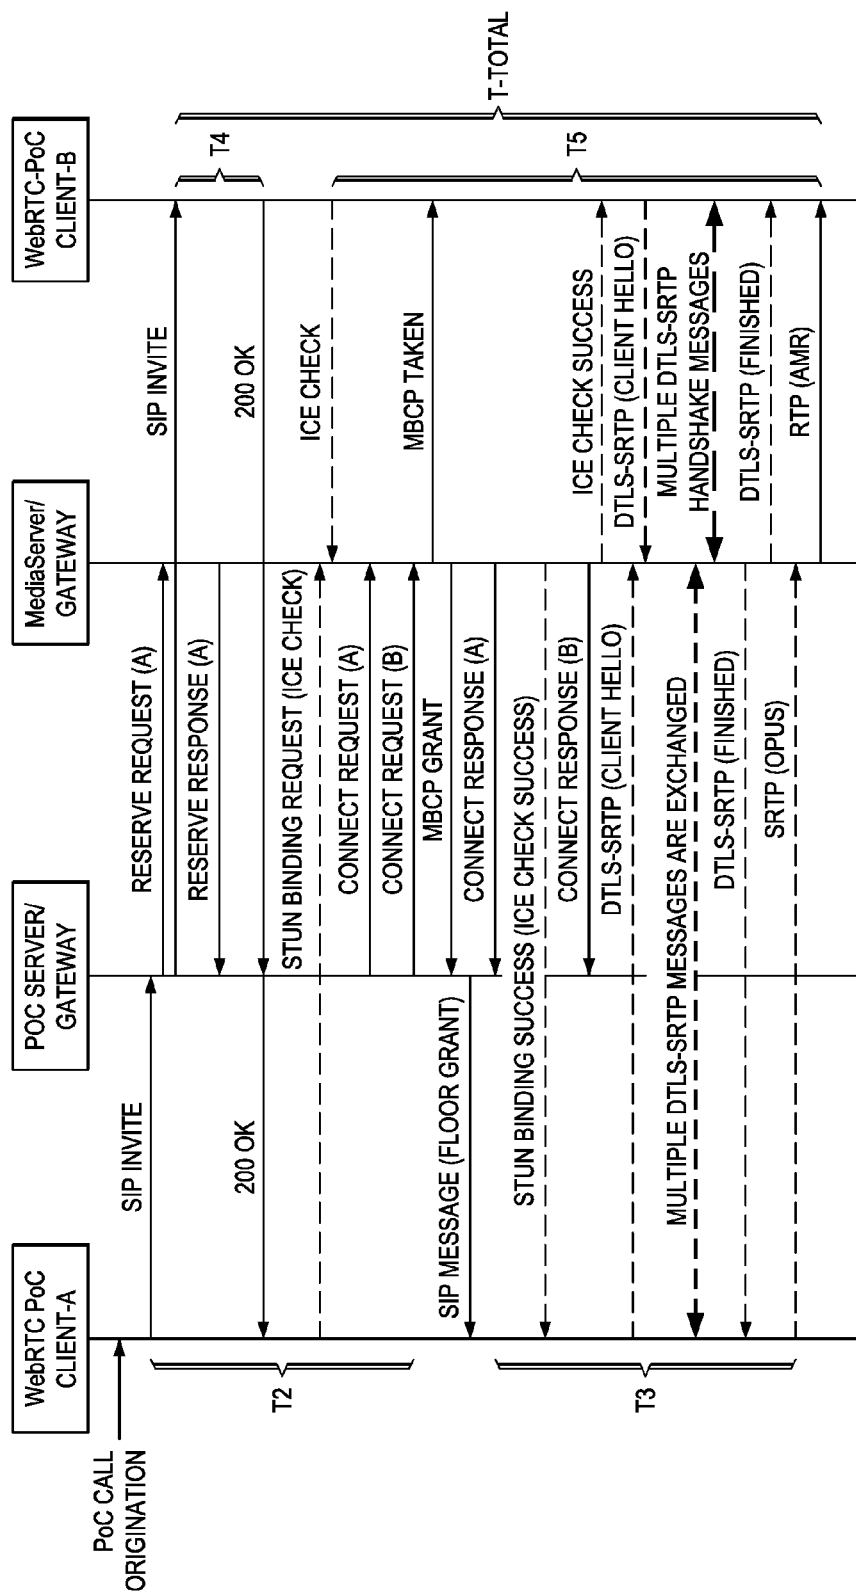 PoC CALL
ORIGINATION
WebRTC PoC
CLIENT-A
POC SERVER/
GATEWAY
MediaServer/
GATEWAY
WebRTC-PoC
CLIENT-B
SIP INVITE
RESERVE REQUEST (A)
SIP INVITE
RESERVE RESPONSE (A)
200 OK
200 OK
STUN BINDING REQUEST (ICE CHECK)
ICE CHECK
CONNECT REQUEST (A)
CONNECT REQUEST (B)
MBCP TAKEN
MBCP GRANT
SIP MESSAGE (FLOOR GRANT)
CONNECT RESPONSE (A)
STUN BINDING SUCCESS (ICE CHECK SUCCESS)
CONNECT RESPONSE (B)
ICE CHECK SUCCESS
DTLS-SRTP (CLIENT HELLO)
DTLS-SRTP (CLIENT HELLO)
MULTIPLE DTLS-SRTP MESSAGES ARE EXCHANGED
MULTIPLE DTLS-SRTP
HANDSHAKE MESSAGES
DTLS-SRTP (FINISHED)
DTLS-SRTP (FINISHED)
SRTP (OPUS)
RTP (AMR)
T2
T3
T4
T5
T-TOTAL